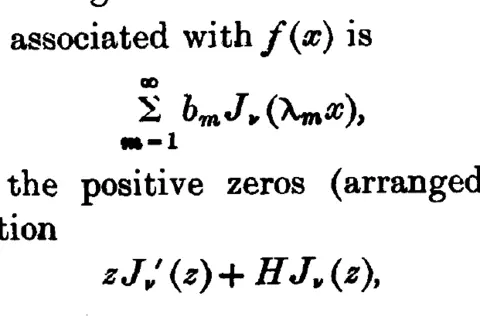 associated with f(x) is
∞
Σ b_m J_ν(λ_m x),
m=1
the positive zeros (arranged
tion
zJ_ν′(z) + HJ_ν(z),